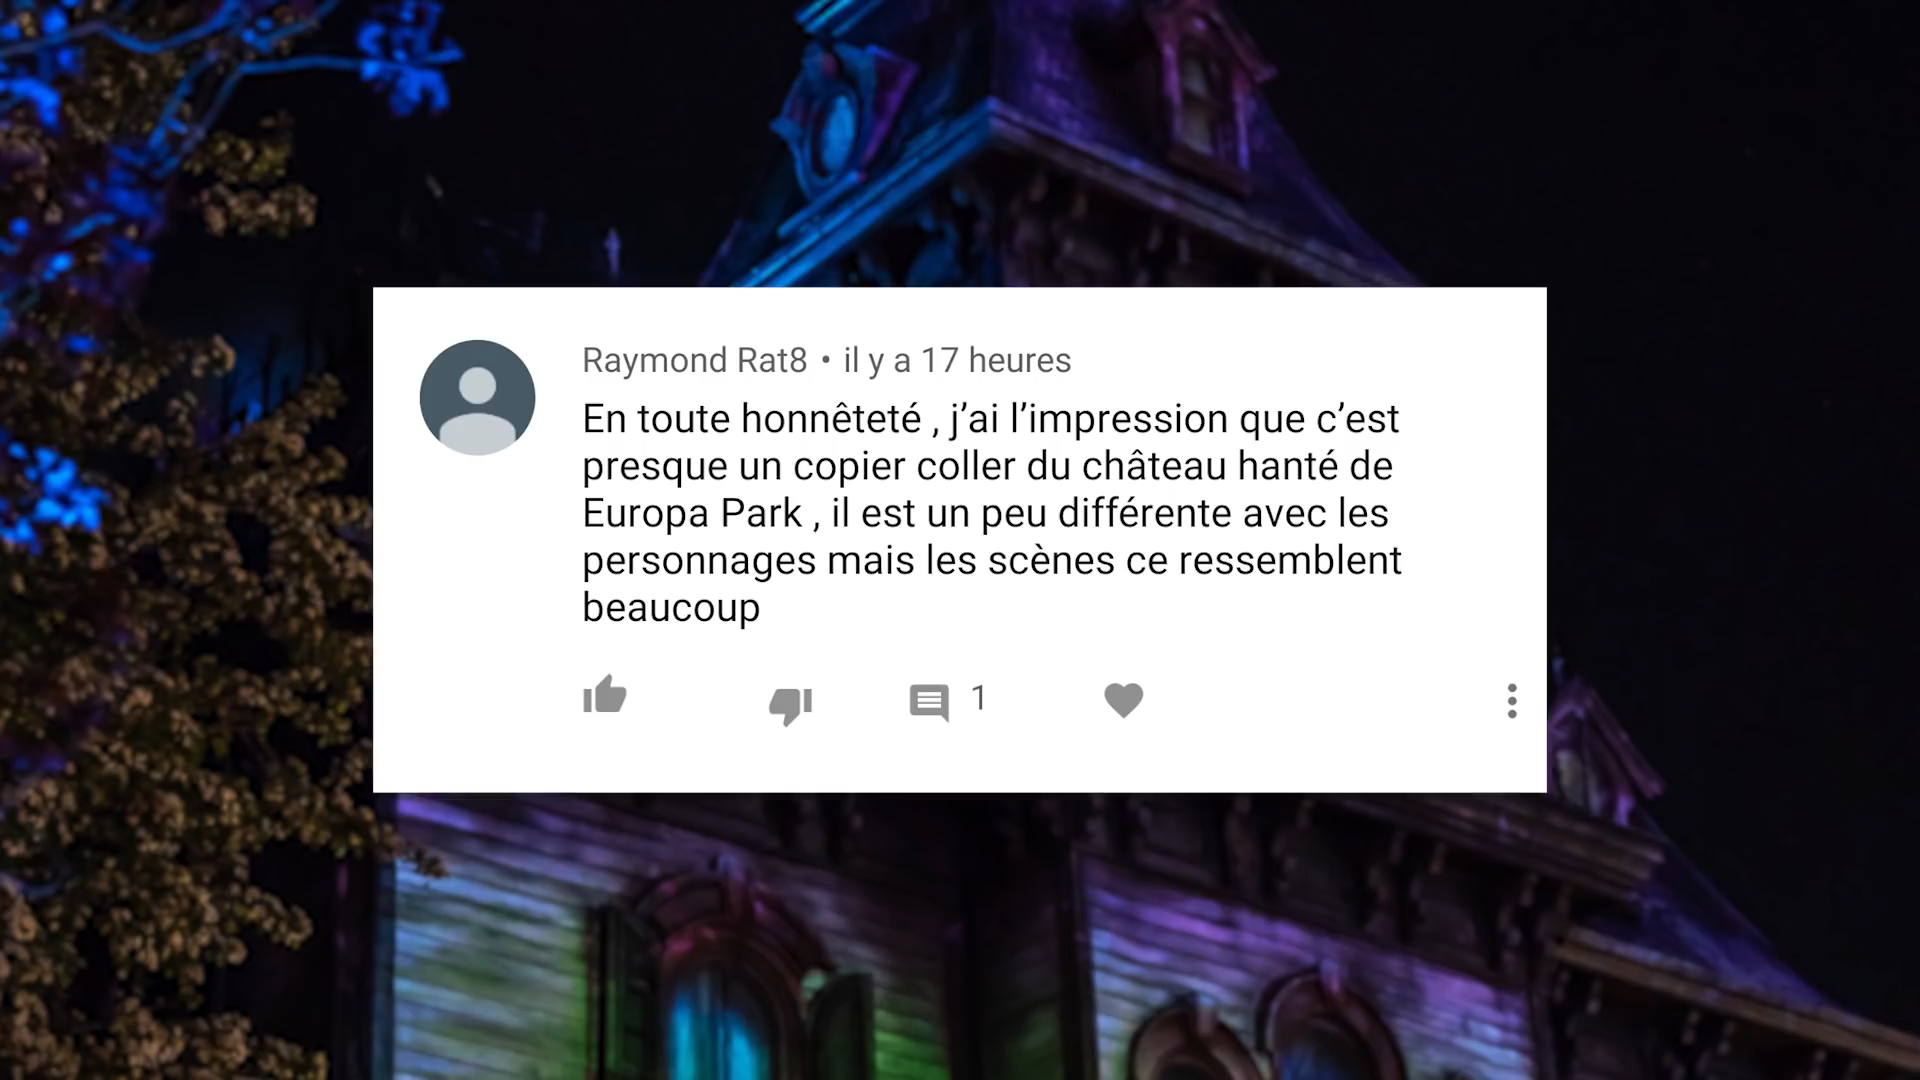 Raymond Rat8 • il y a 17 heures
En toute honnêteté , j’ai l’impression que c’est
presque un copier coller du château hanté de
Europa Park , il est un peu différente avec les
personnages mais les scènes ce ressemblent
beaucoup
1